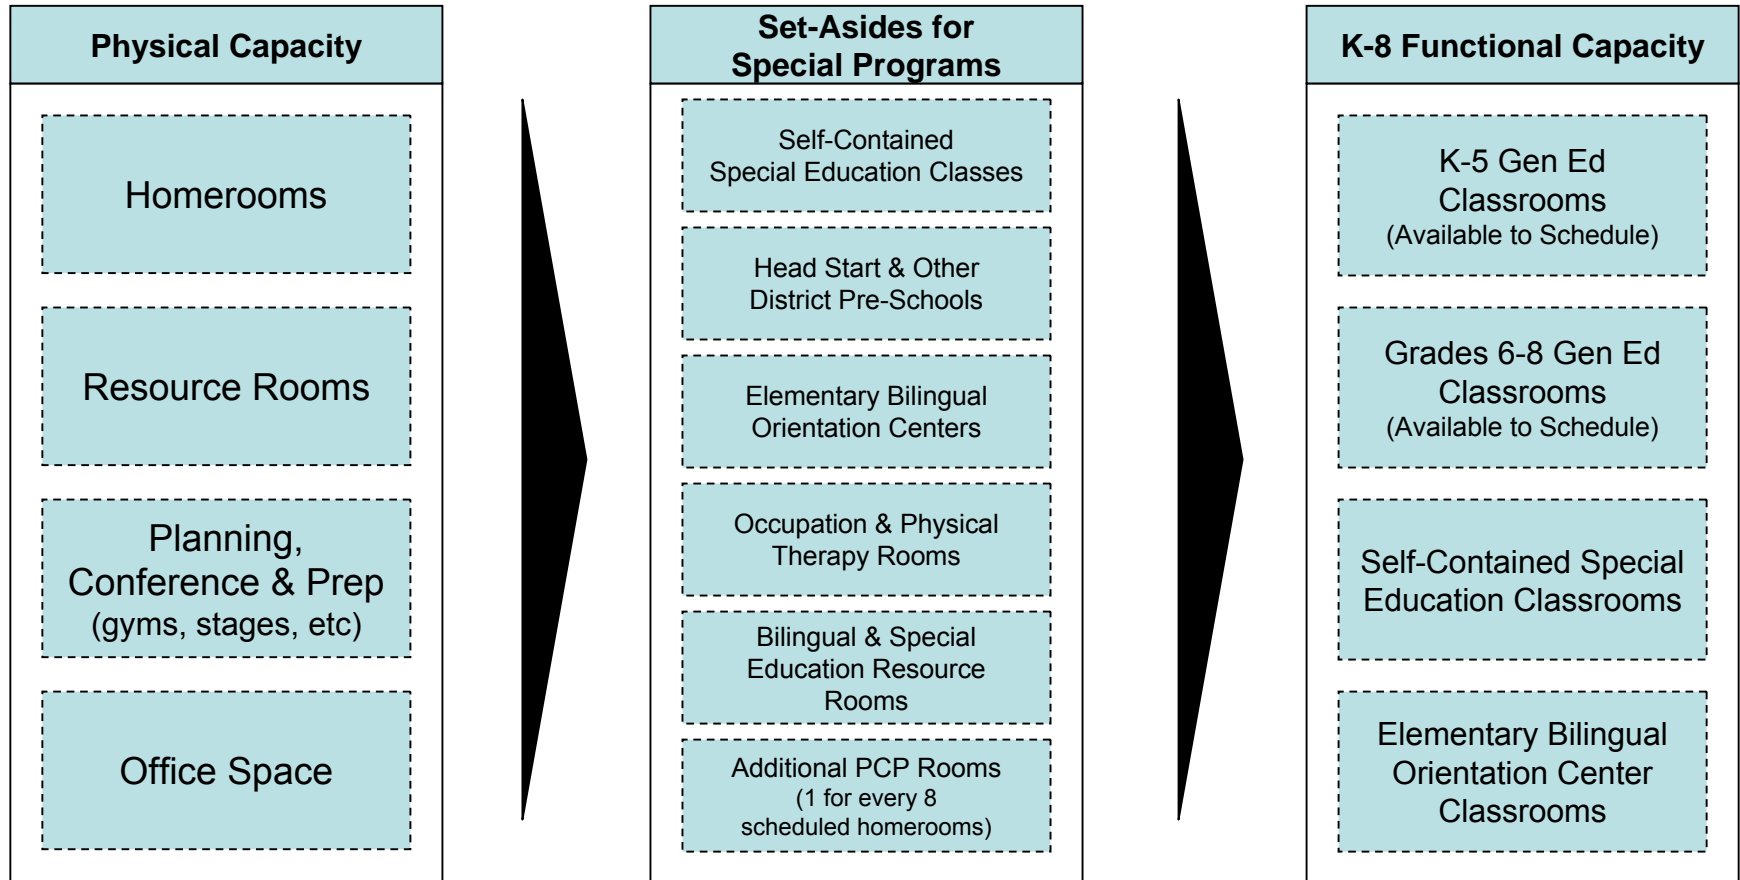 Physical Capacity
Homerooms
Resource Rooms
Planning,
Conference & Prep
(gyms, stages, etc)
Office Space
Set-Asides for
Special Programs
Self-Contained
Special Education Classes
Head Start & Other
District Pre-Schools
Elementary Bilingual
Orientation Centers
Occupation & Physical
Therapy Rooms
Bilingual & Special
Education Resource
Rooms
Additional PCP Rooms
(1 for every 8
scheduled homerooms)
K-8 Functional Capacity
K-5 Gen Ed
Classrooms
(Available to Schedule)
Grades 6-8 Gen Ed
Classrooms
(Available to Schedule)
Self-Contained Special
Education Classrooms
Elementary Bilingual
Orientation Center
Classrooms